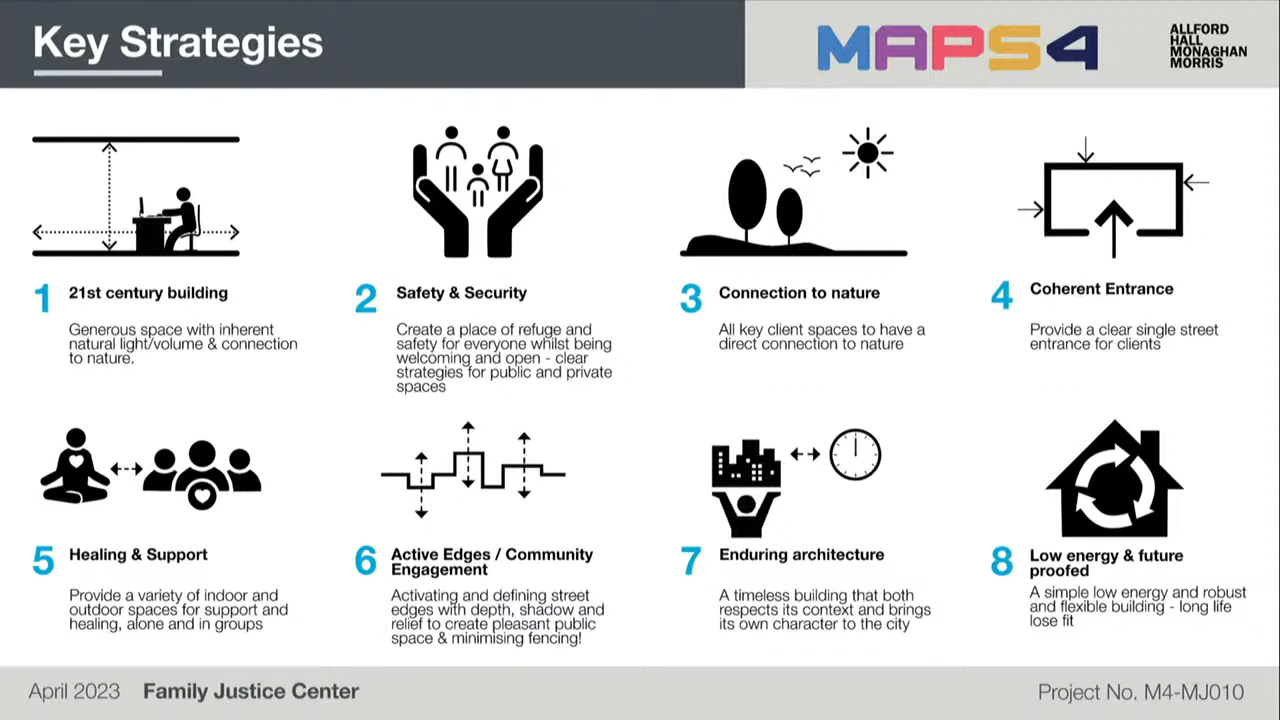 Key Strategies
MAPS4
ALLFORD
HALL
MONAGHAN
MORRIS
1 21st century building
Generous space with inherent
natural light/volume & connection
to nature.
2 Safety & Security
Create a place of refuge and
safety for everyone whilst being
welcoming and open - clear
strategies for public and private
spaces
3 Connection to nature
All key client spaces to have a
direct connection to nature
4 Coherent Entrance
Provide a clear single street
entrance for clients
5 Healing & Support
Provide a variety of indoor and
outdoor spaces for support and
healing, alone and in groups
6 Active Edges / Community
Engagement
Activating and defining street
edges with depth, shadow and
relief to create pleasant public
space & minimising fencing!
7 Enduring architecture
A timeless building that both
respects its context and brings
its own character to the city
8 Low energy & future
proofed
A simple low energy and robust
and flexible building - long life
lose fit
April 2023 Family Justice Center
Project No. M4-MJ010